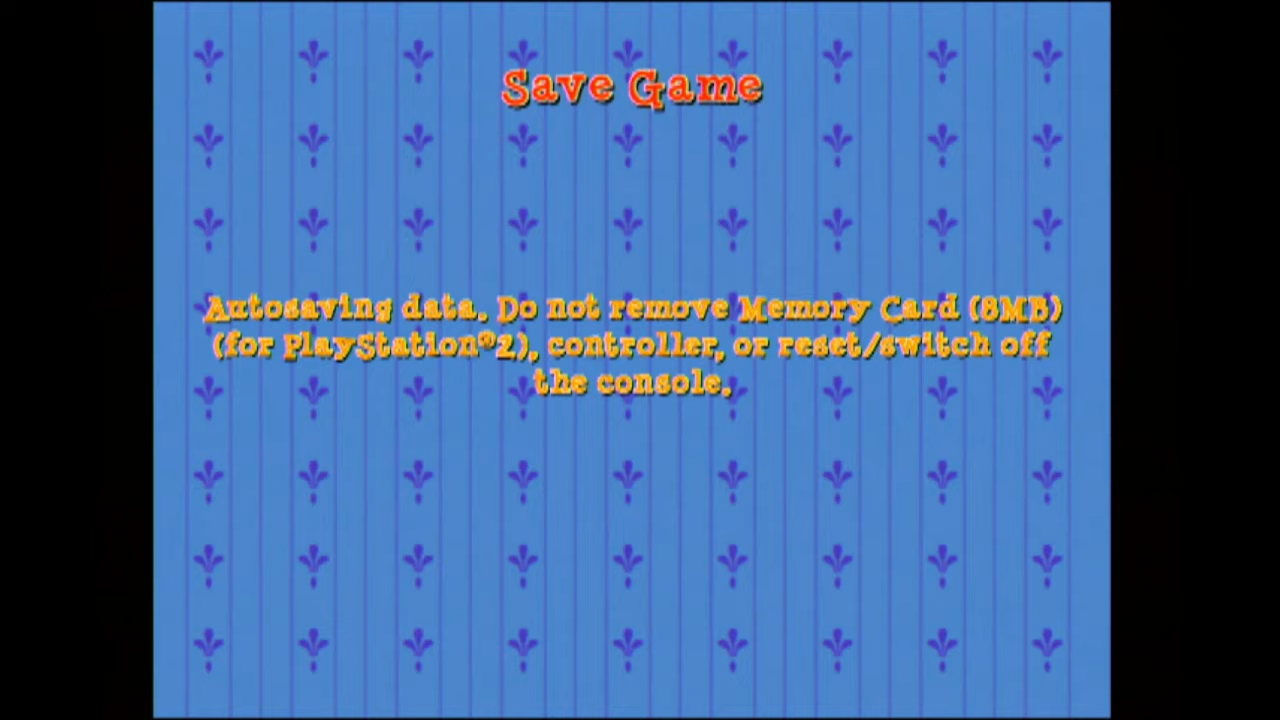 Save Game
Autosaving data. Do not remove Memory Card (8MB)
(for PlayStation®2), controller, or reset/switch off
the console.